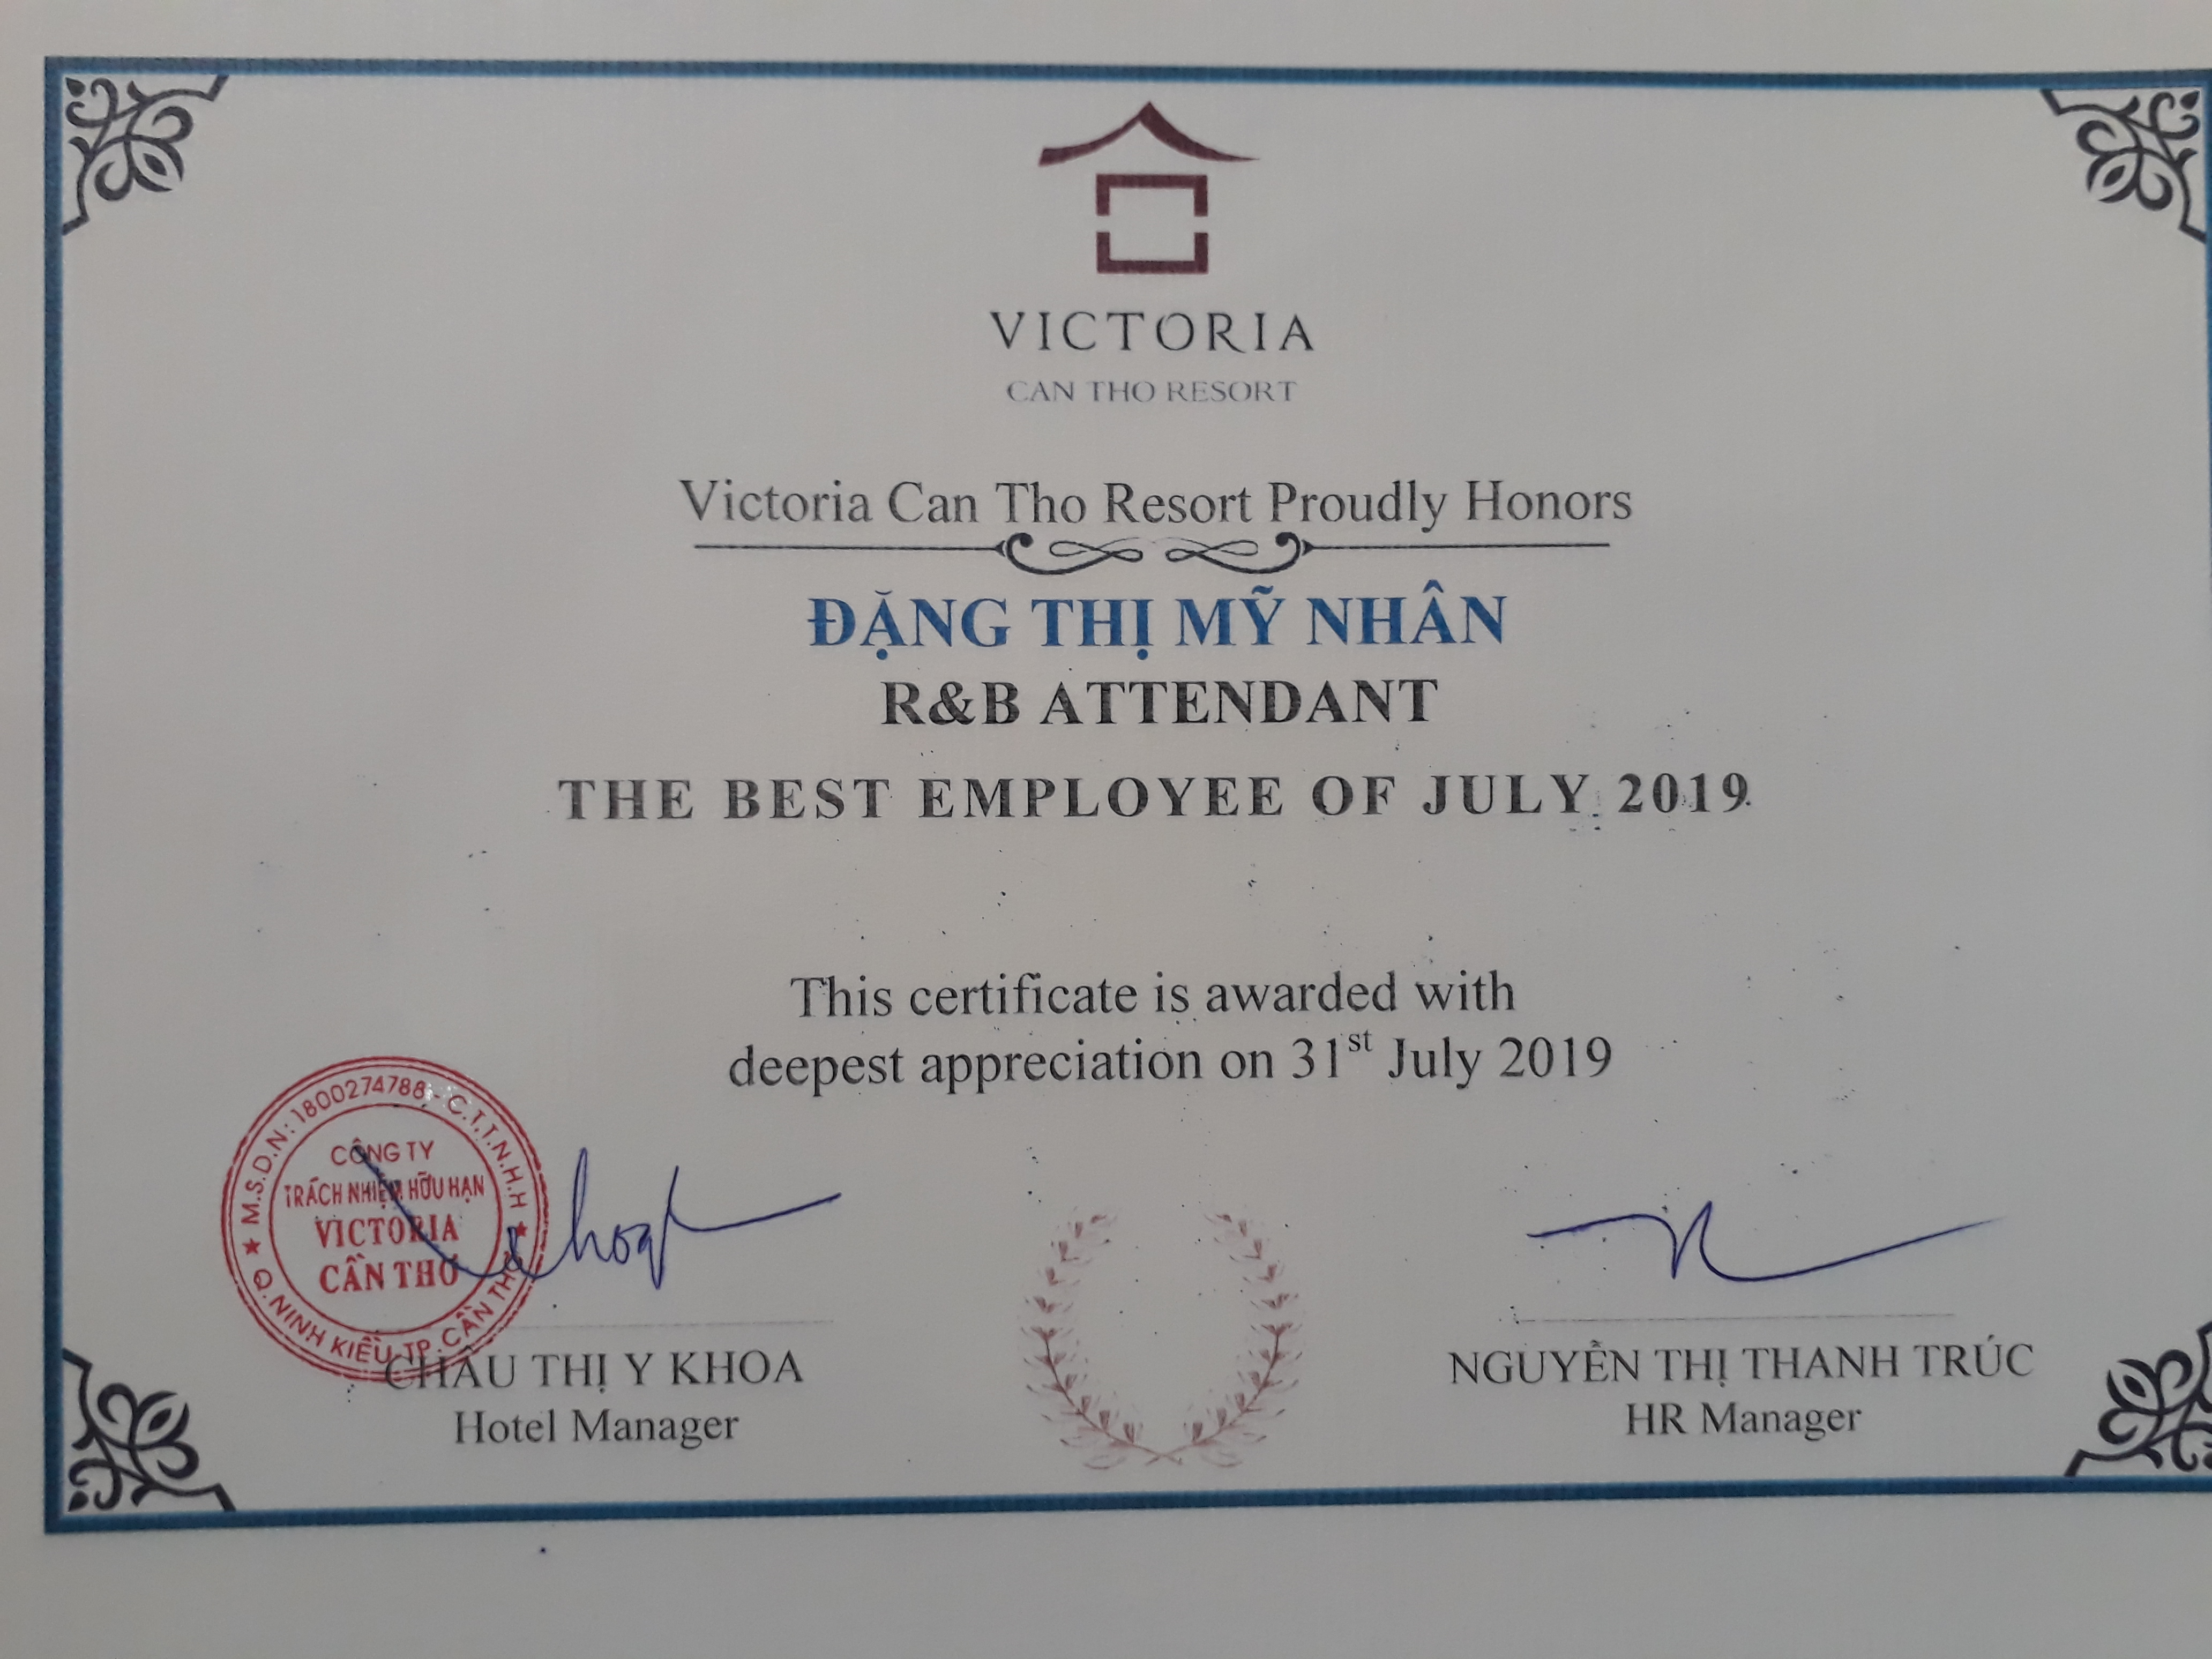 VICTORIA
CAN THO RESORT
Victoria Can Tho Resort Proudly Honors
ĐẶNG THỊ MỸ NHÂN
R&B ATTENDANT
THE BEST EMPLOYEE OF JULY 2019
This certificate is awarded with
deepest appreciation on 31st July 2019
M.S.D.N: 1800274788 - C.T.T.N.H.H
CÔNG TY
TRÁCH NHIỆM HỮU HẠN
VICTORIA
CẦN THƠ
Q. NINH KIỀU TP. CẦN THƠ
CHÂU THỊ Y KHOA
Hotel Manager
NGUYỄN THỊ THANH TRÚC
HR Manager